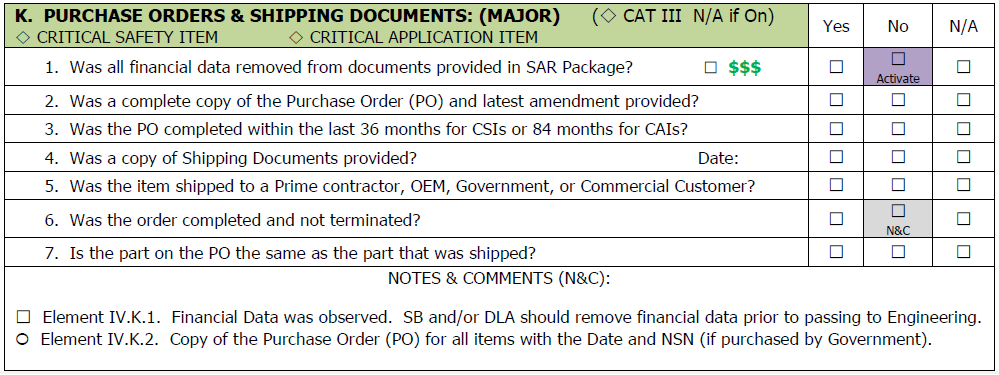 K. PURCHASE ORDERS & SHIPPING DOCUMENTS: (MAJOR) (◇ CAT III N/A if On) Yes No N/A
◇ CRITICAL SAFETY ITEM ◇ CRITICAL APPLICATION ITEM
1. Was all financial data removed from documents provided in SAR Package? ☐ $$$ ☐ ☐ Activate ☐
2. Was a complete copy of the Purchase Order (PO) and latest amendment provided? ☐ ☐ ☐
3. Was the PO completed within the last 36 months for CSIs or 84 months for CAIs? ☐ ☐ ☐
4. Was a copy of Shipping Documents provided? Date: ☐ ☐ ☐
5. Was the item shipped to a Prime contractor, OEM, Government, or Commercial Customer? ☐ ☐ ☐
6. Was the order completed and not terminated? ☐ ☐ N&C ☐
7. Is the part on the PO the same as the part that was shipped? ☐ ☐ ☐
NOTES & COMMENTS (N&C):
☐ Element IV.K.1. Financial Data was observed. SB and/or DLA should remove financial data prior to passing to Engineering.
○ Element IV.K.2. Copy of the Purchase Order (PO) for all items with the Date and NSN (if purchased by Government).